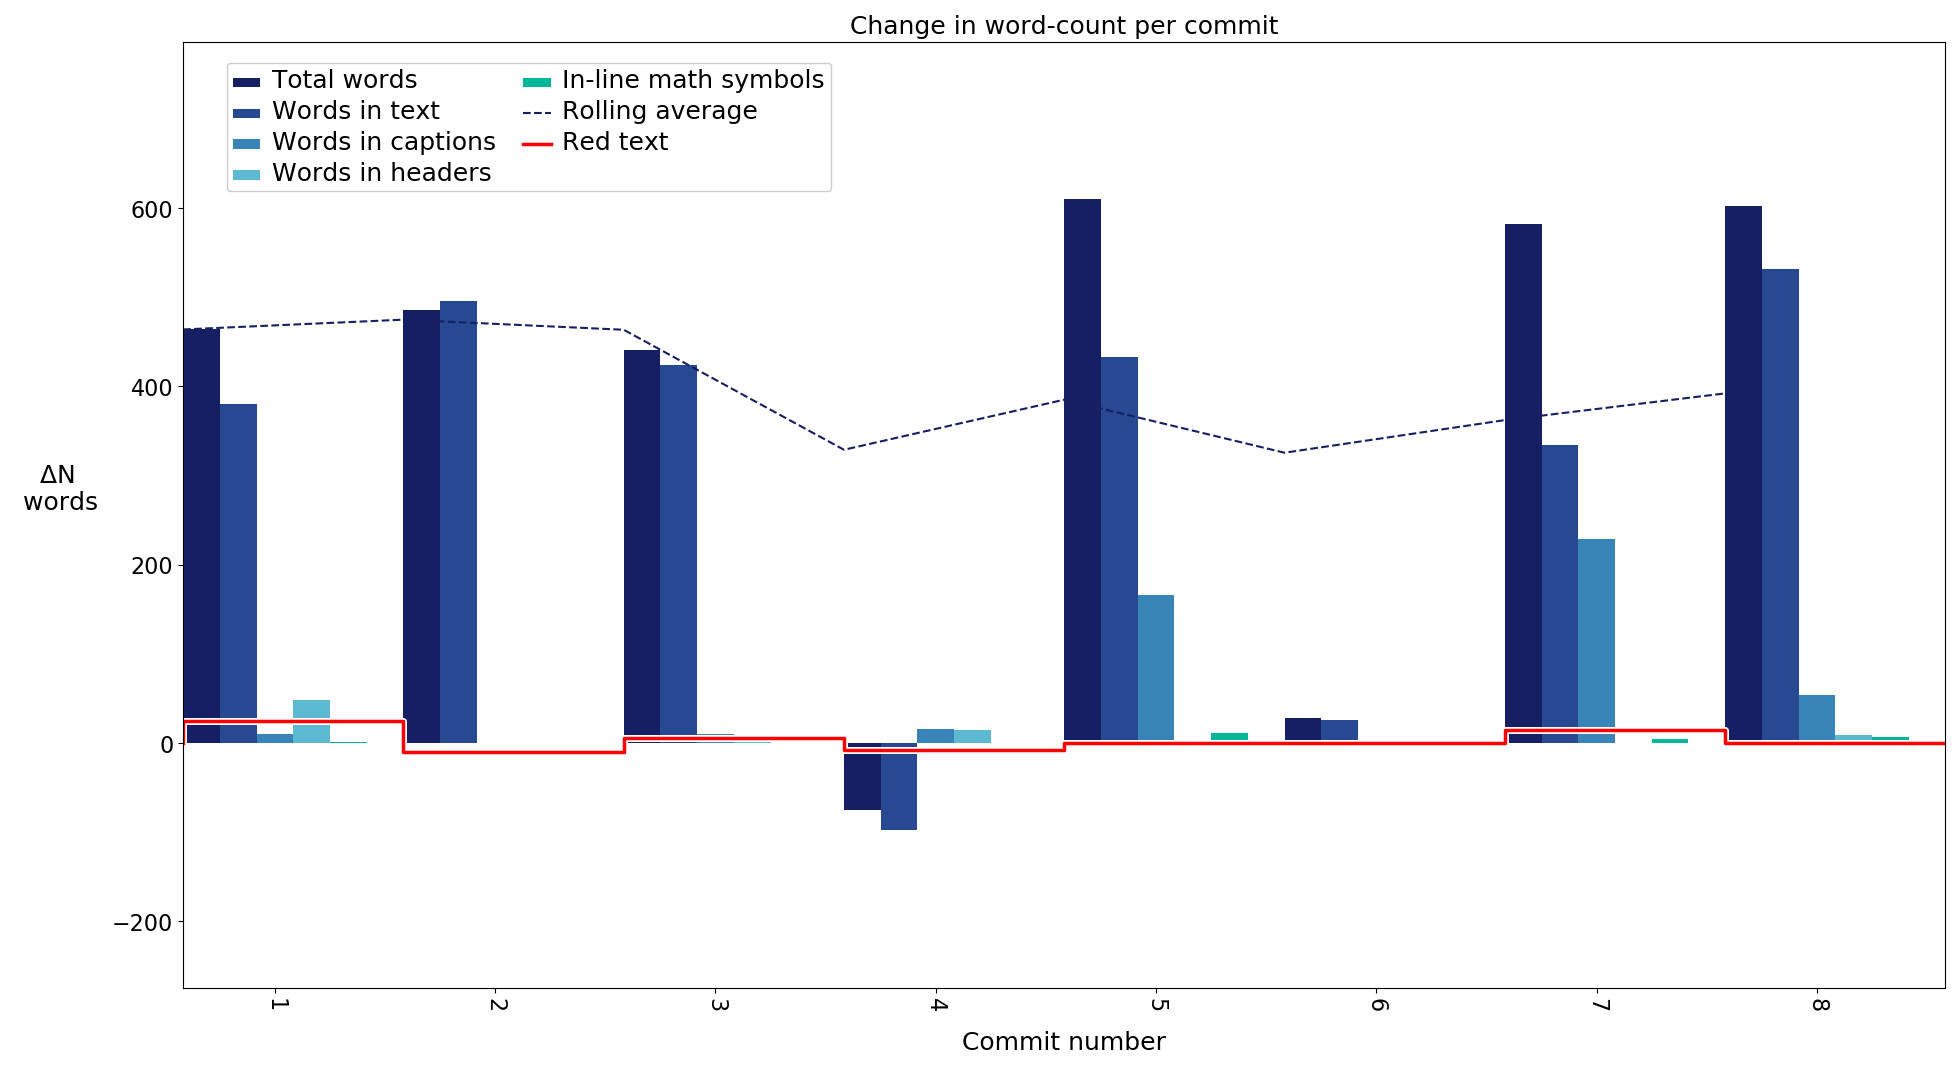 Change in word-count per commit
Total words
Words in text
Words in captions
Words in headers
In-line math symbols
Rolling average
Red text
600
400
200
0
−200
ΔN
words
1
2
3
4
5
6
7
8
Commit number